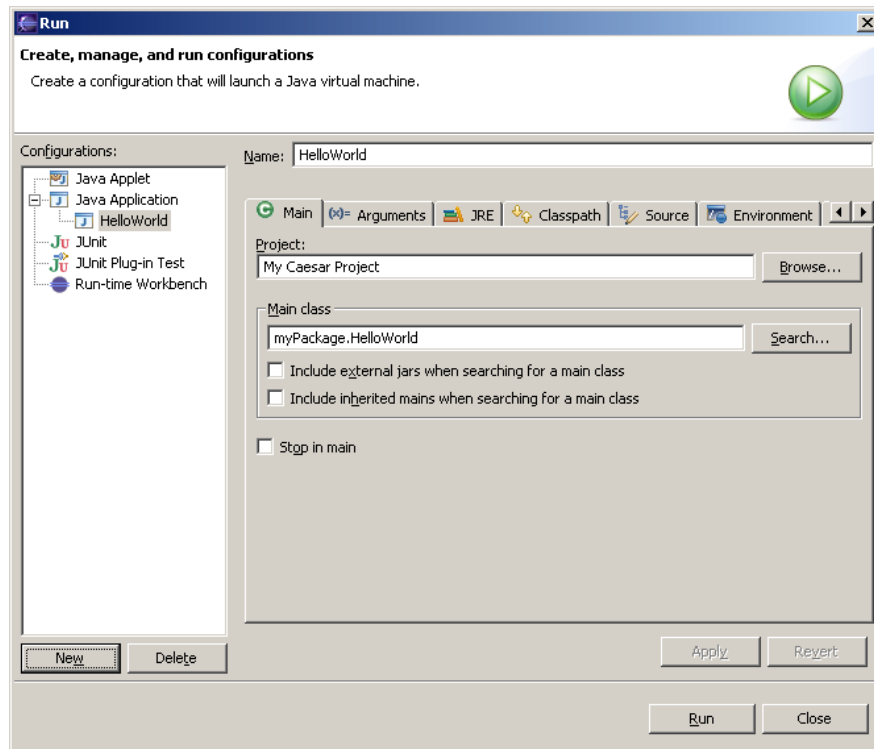 Run
Create, manage, and run configurations
Create a configuration that will launch a Java virtual machine.
Configurations:
Java Applet
Java Application
HelloWorld
JUnit
JUnit Plug-in Test
Run-time Workbench
New
Delete
Name: HelloWorld
Main (x)= Arguments JRE Classpath Source Environment
Project:
My Caesar Project
Browse...
Main class
myPackage.HelloWorld
Search...
Include external jars when searching for a main class
Include inherited mains when searching for a main class
Stop in main
Apply Revert
Run Close